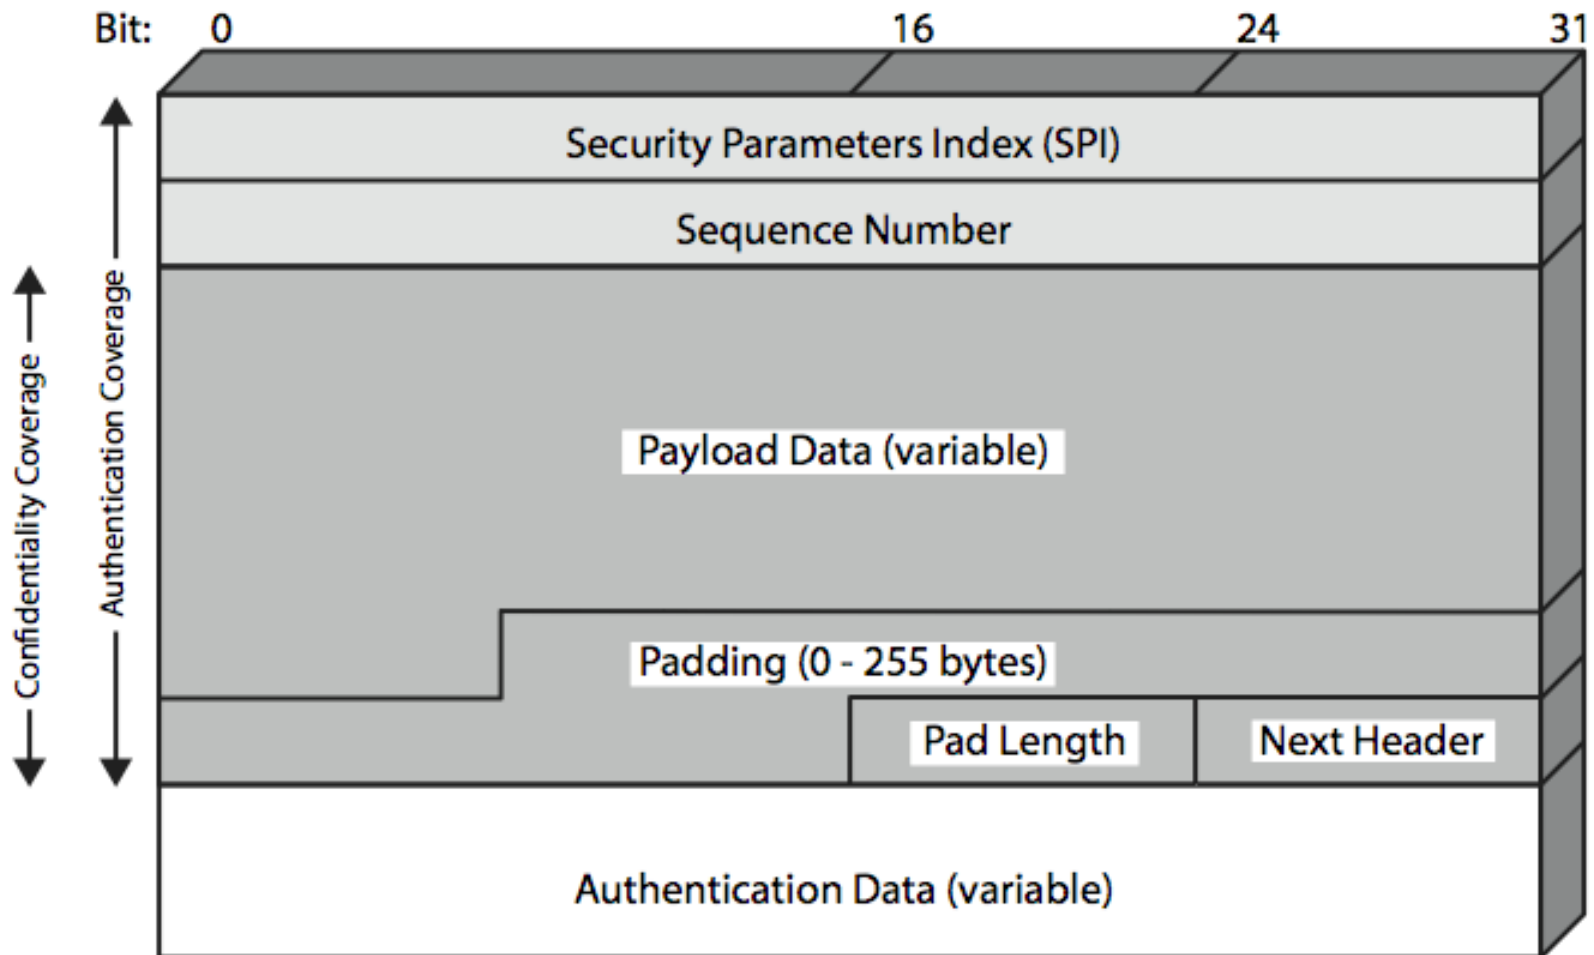 Bit: 0 16 24 31
Security Parameters Index (SPI)
Sequence Number
Confidentiality Coverage
Authentication Coverage
Payload Data (variable)
Padding (0 - 255 bytes)
Pad Length Next Header
Authentication Data (variable)